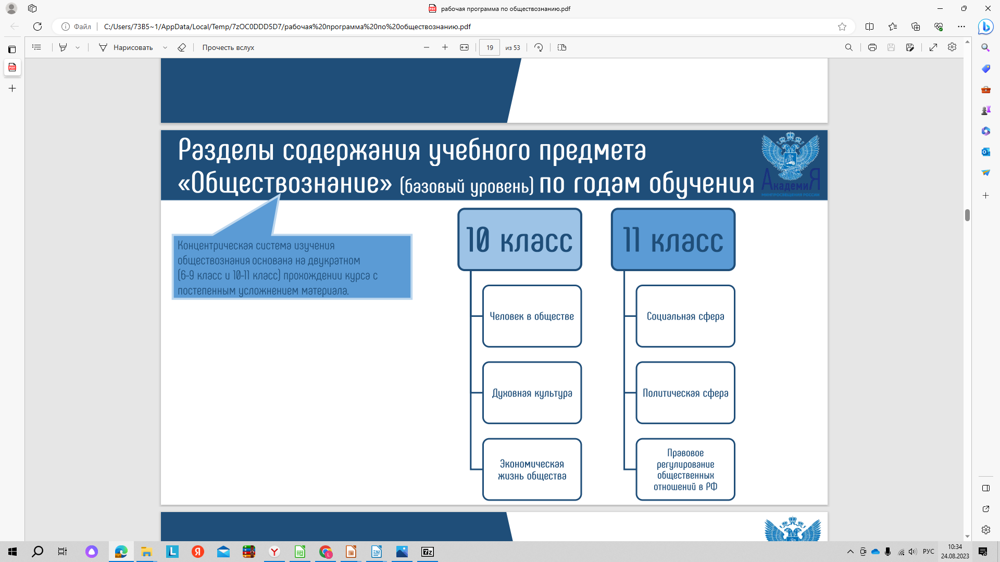 рабочая программа по обществознанию.pdf
Файл
C:/Users/73B5~1/AppData/Local/Temp/7zOC0DDD5D7/рабочая%20программа%20по%20обществознанию.pdf
Нарисовать
Прочесть вслух
19
из 53
Разделы содержания учебного предмета
«Обществознание» (базовый уровень) по годам обучения
АкадемиЯ
МИНПРОСВЕЩЕНИЯ РОССИИ
Концентрическая система изучения
обществознания основана на двукратном
(6-9 класс и 10-11 класс) прохождении курса с
постепенным усложнением материала.
10 класс
Человек в обществе
Духовная культура
Экономическая
жизнь общества
11 класс
Социальная сфера
Политическая сфера
Правовое
регулирование
общественных
отношений в РФ
РУС
10:34
24.08.2023